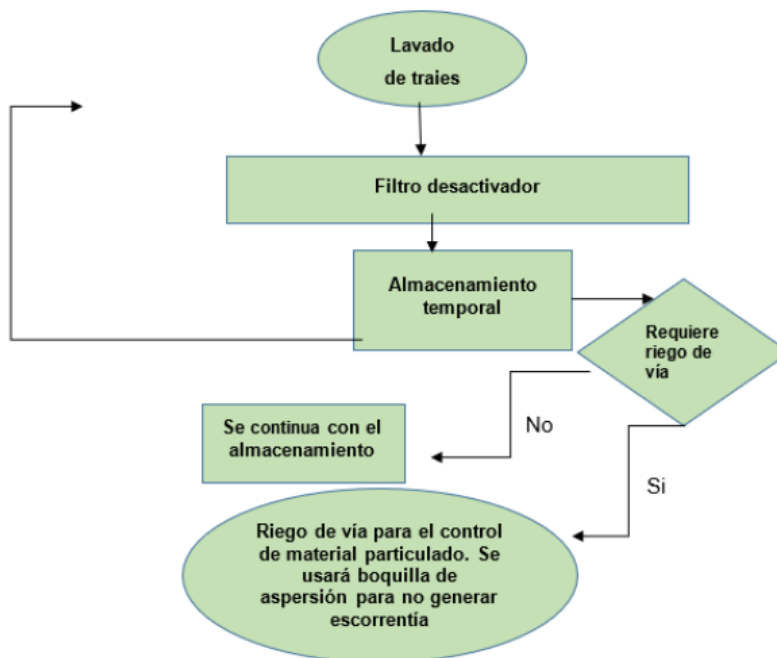 Lavado
de traies
Filtro desactivador
Almacenamiento
temporal
Requiere
riego de
vía
No
Se continua con el
almacenamiento
Si
Riego de vía para el control
de material particulado. Se
usará boquilla de
aspersión para no generar
escorrentía